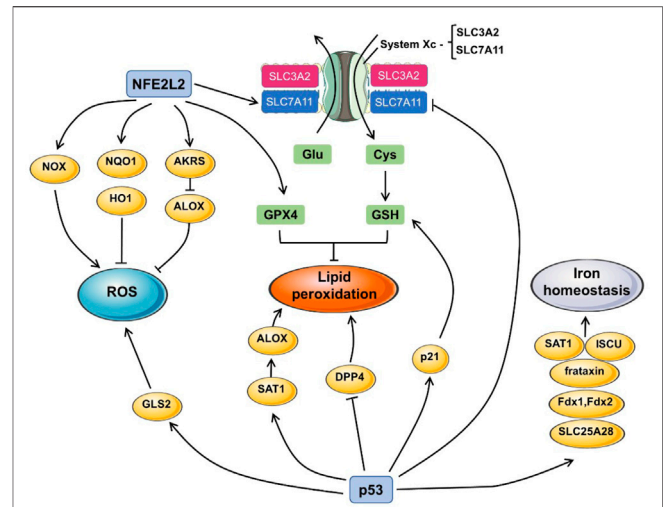 System Xc -
SLC3A2
SLC7A11
NFE2L2
SLC3A2
SLC7A11
SLC3A2
SLC7A11
NOX
NQO1
AKRS
Glu
Cys
HO1
ALOX
GPX4
GSH
ROS
Lipid
peroxidation
Iron
homeostasis
ALOX
SAT1
DPP4
p21
GLS2
SAT1
ISCU
frataxin
Fdx1,Fdx2
SLC25A28
p53